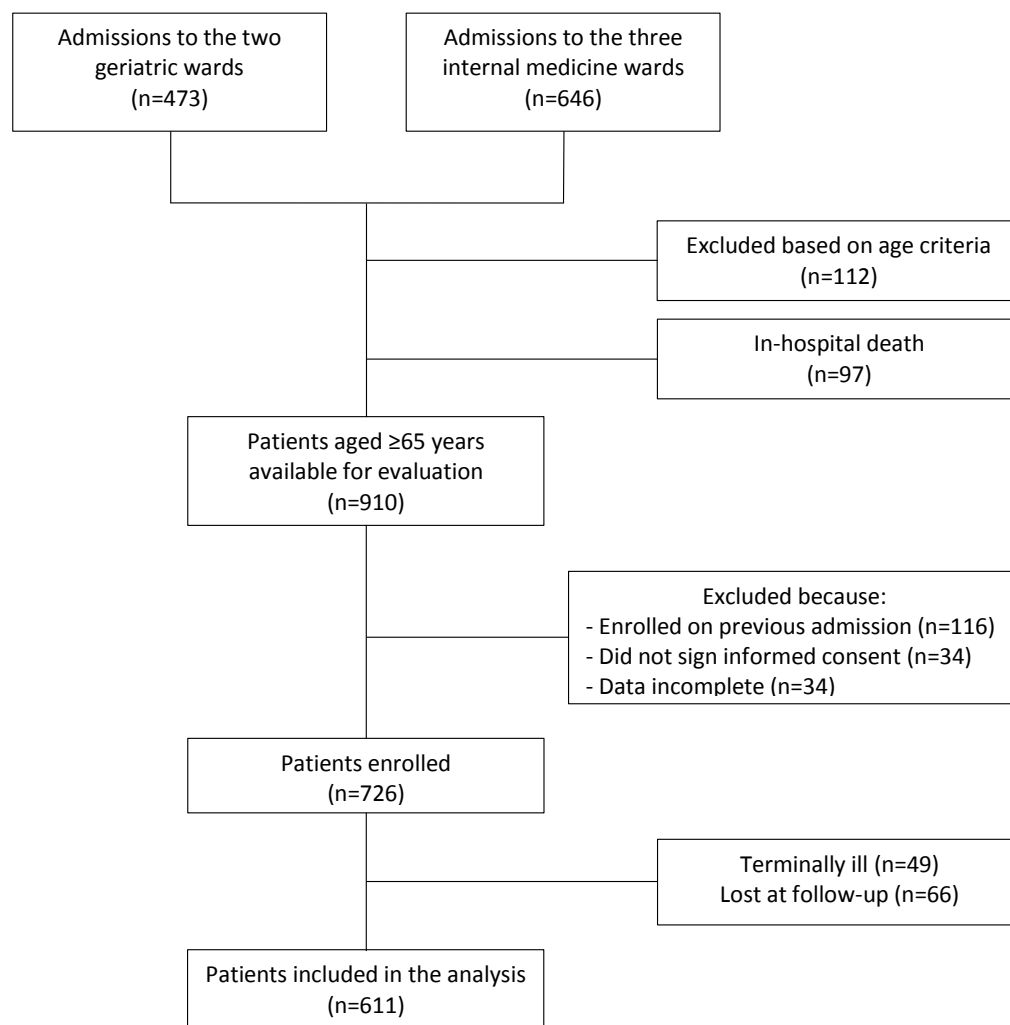 Admissions to the two
geriatric wards
(n=473)
Admissions to the three
internal medicine wards
(n=646)
Excluded based on age criteria
(n=112)
In-hospital death
(n=97)
Patients aged ≥65 years
available for evaluation
(n=910)
Excluded because:
- Enrolled on previous admission (n=116)
- Did not sign informed consent (n=34)
- Data incomplete (n=34)
Patients enrolled
(n=726)
Terminally ill (n=49)
Lost at follow-up (n=66)
Patients included in the analysis
(n=611)